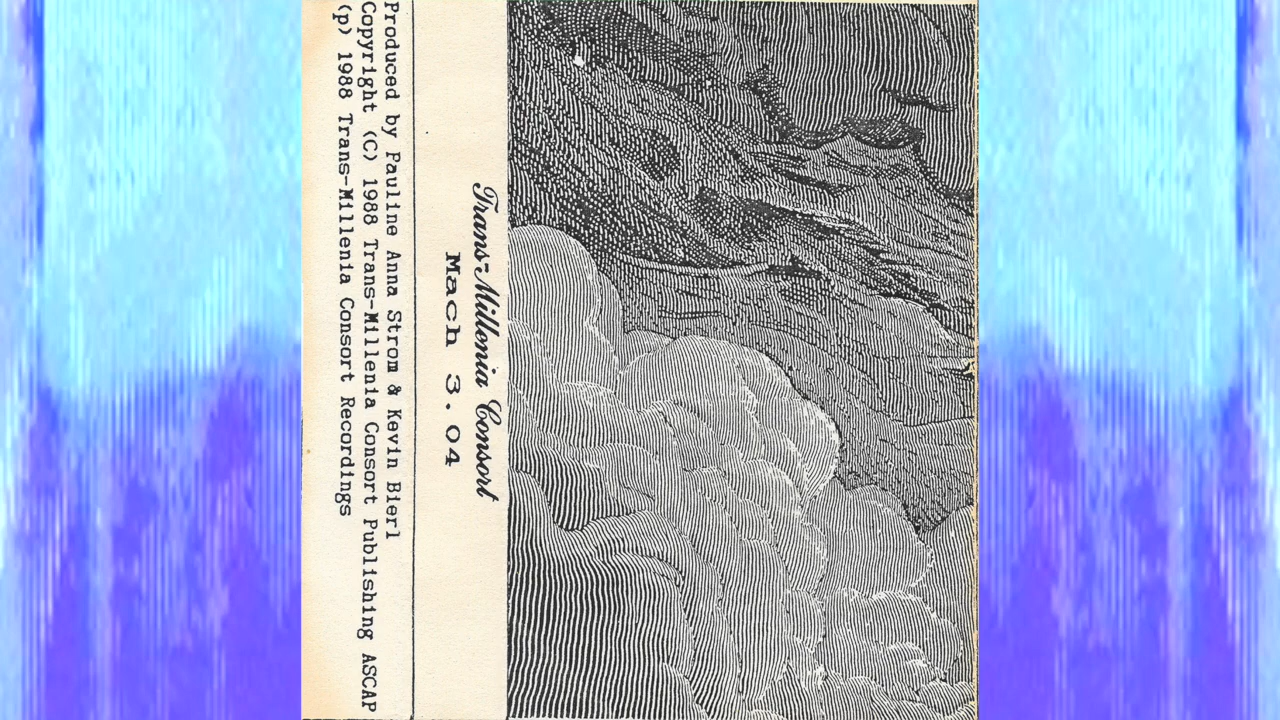 Trans-Millenia Consort
Mach 3.04
Produced by Pauline Anna Strom & Kevin Bierl
Copyright (C) 1988 Trans-Millenia Consort Publishing ASCAP
(p) 1988 Trans-Millenia Consort Recordings